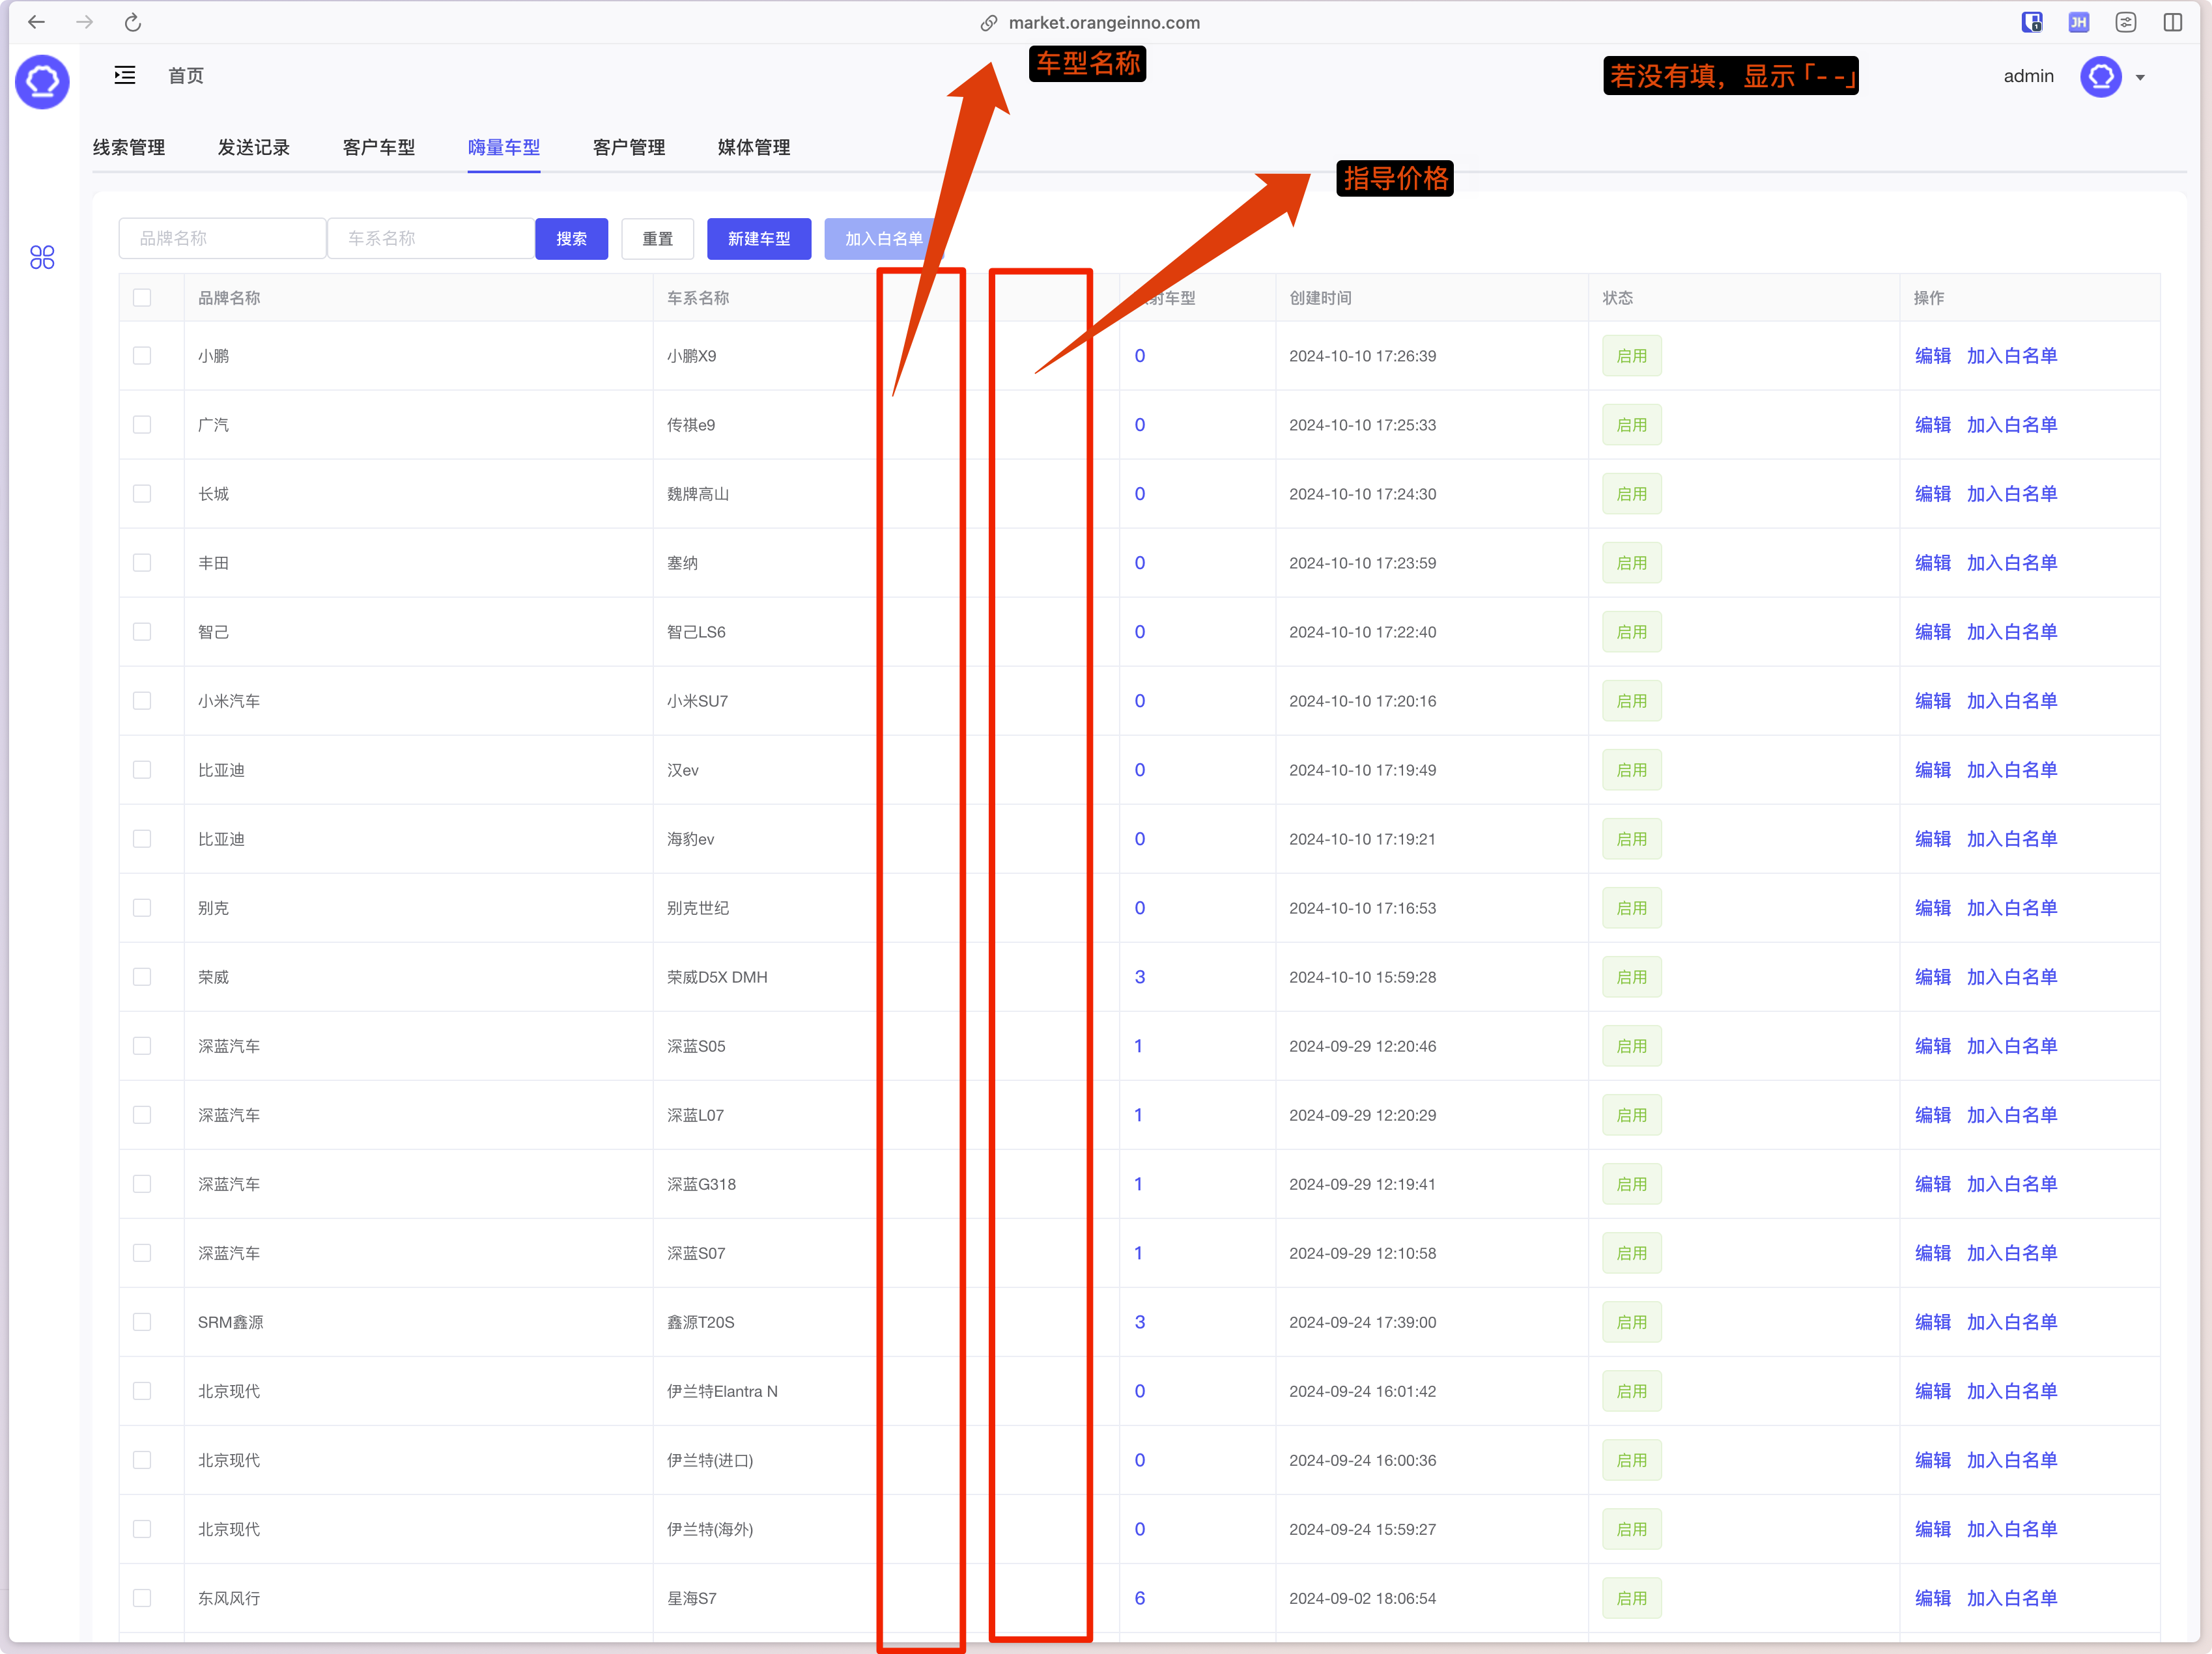 market.orangeinno.com
1
JH
车型名称
首页
若没有填，显示「--」
admin
线索管理 发送记录 客户车型 嗨量车型 客户管理 媒体管理
指导价格
品牌名称 车系名称 搜索 重置 新建车型 加入白名单
品牌名称 车系名称 射车型 创建时间 状态 操作
小鹏 小鹏X9 0 2024-10-10 17:26:39 启用 编辑 加入白名单
广汽 传祺e9 0 2024-10-10 17:25:33 启用 编辑 加入白名单
长城 魏牌高山 0 2024-10-10 17:24:30 启用 编辑 加入白名单
丰田 塞纳 0 2024-10-10 17:23:59 启用 编辑 加入白名单
智己 智己LS6 0 2024-10-10 17:22:40 启用 编辑 加入白名单
小米汽车 小米SU7 0 2024-10-10 17:20:16 启用 编辑 加入白名单
比亚迪 汉ev 0 2024-10-10 17:19:49 启用 编辑 加入白名单
比亚迪 海豹ev 0 2024-10-10 17:19:21 启用 编辑 加入白名单
别克 别克世纪 0 2024-10-10 17:16:53 启用 编辑 加入白名单
荣威 荣威D5X DMH 3 2024-10-10 15:59:28 启用 编辑 加入白名单
深蓝汽车 深蓝S05 1 2024-09-29 12:20:46 启用 编辑 加入白名单
深蓝汽车 深蓝L07 1 2024-09-29 12:20:29 启用 编辑 加入白名单
深蓝汽车 深蓝G318 1 2024-09-29 12:19:41 启用 编辑 加入白名单
深蓝汽车 深蓝S07 1 2024-09-29 12:10:58 启用 编辑 加入白名单
SRM鑫源 鑫源T20S 3 2024-09-24 17:39:00 启用 编辑 加入白名单
北京现代 伊兰特Elantra N 0 2024-09-24 16:01:42 启用 编辑 加入白名单
北京现代 伊兰特(进口) 0 2024-09-24 16:00:36 启用 编辑 加入白名单
北京现代 伊兰特(海外) 0 2024-09-24 15:59:27 启用 编辑 加入白名单
东风风行 星海S7 6 2024-09-02 18:06:54 启用 编辑 加入白名单